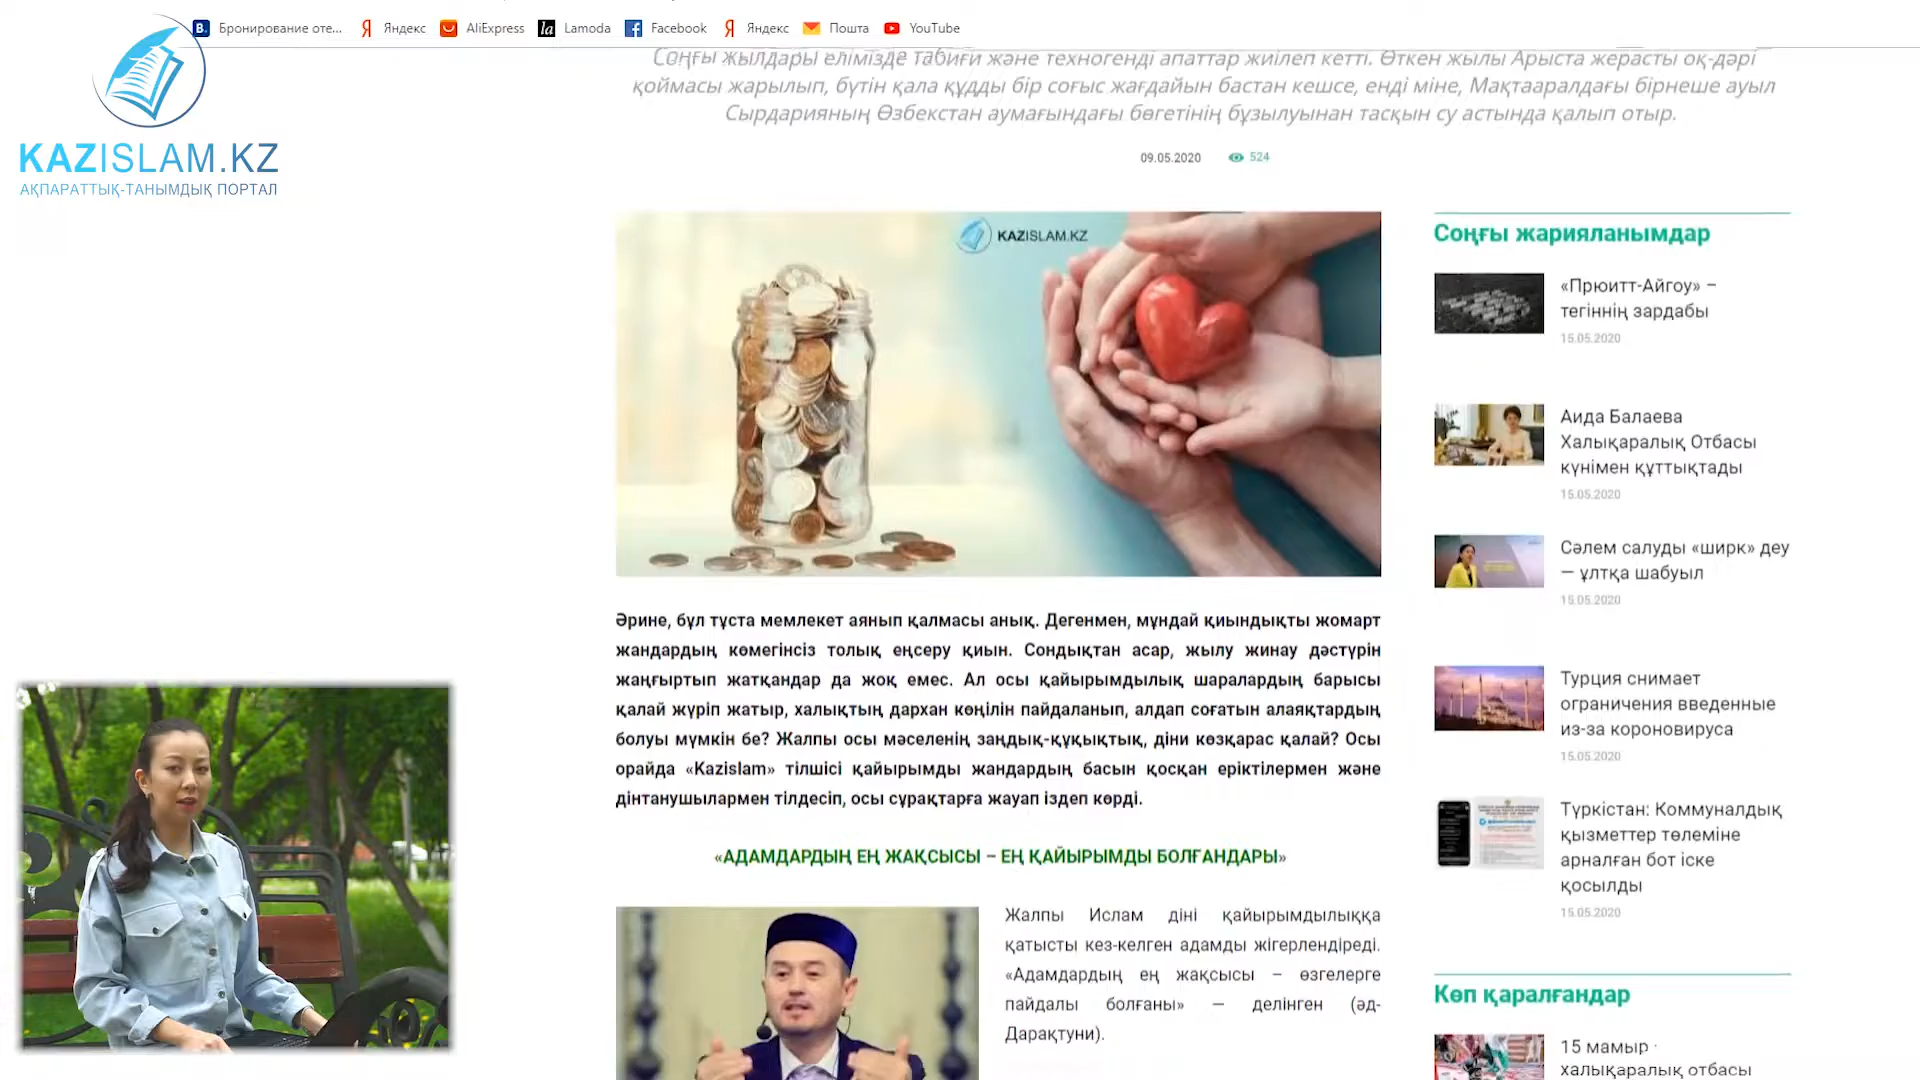 Бронирование оте... Яндекс AliExpress Lamoda Facebook Яндекс Пошта YouTube
KAZISLAM.KZ
АҚПАРАТТЫҚ-ТАНЫМДЫҚ ПОРТАЛ
Соңғы жылдары елімізде табиғи және техногенді апаттар жиілеп кетті. Өткен жылы Арыста жерасты оқ-дәрі
қоймасы жарылып, бүтін қала құдды бір соғыс жағдайын бастан кешсе, енді міне, Мақтааралдағы бірнеше ауыл
Сырдарияның Өзбекстан аумағындағы бөгетінің бұзылуынан тасқын су астында қалып отыр.
09.05.2020 524
KAZISLAM.KZ
Әрине, бұл тұста мемлекет аянып қалмасы анық. Дегенмен, мұндай қиындықты жомарт
жандардың көмегінсіз толық еңсеру қиын. Сондықтан асар, жылу жинау дәстүрін
жаңғыртып жатқандар да жоқ емес. Ал осы қайырымдылық шаралардың барысы
қалай жүріп жатыр, халықтың дархан көңілін пайдаланып, алдап соғатын алаяқтардың
болуы мүмкін бе? Жалпы осы мәселенің заңдық-құқықтық, діни көзқарас қалай? Осы
орайда «Kazislam» тілшісі қайырымды жандардың басын қосқан еріктілермен және
дінтанушылармен тілдесіп, осы сұрақтарға жауап іздеп көрді.
«АДАМДАРДЫҢ ЕҢ ЖАҚСЫСЫ – ЕҢ ҚАЙЫРЫМДЫ БОЛҒАНДАРЫ»
Жалпы Ислам діні қайырымдылыққа
қатысты кез-келген адамды жігерлендіреді.
«Адамдардың ең жақсысы – өзгелерге
пайдалы болғаны» — делінген (әд-
Дарақтуни).
Соңғы жарияланымдар
«Прюитт-Айгоу» –
тегіннің зардабы
15.05.2020
Аида Балаева
Халықаралық Отбасы
күнімен құттықтады
15.05.2020
Сәлем салуды «ширк» деу
— ұлтқа шабуыл
15.05.2020
Турция снимает
ограничения введенные
из-за короновируса
15.05.2020
Түркістан: Коммуналдық
қызметтер төлеміне
арналған бот іске
қосылды
15.05.2020
Көп қаралғандар
15 мамыр
халықаралық отбасы